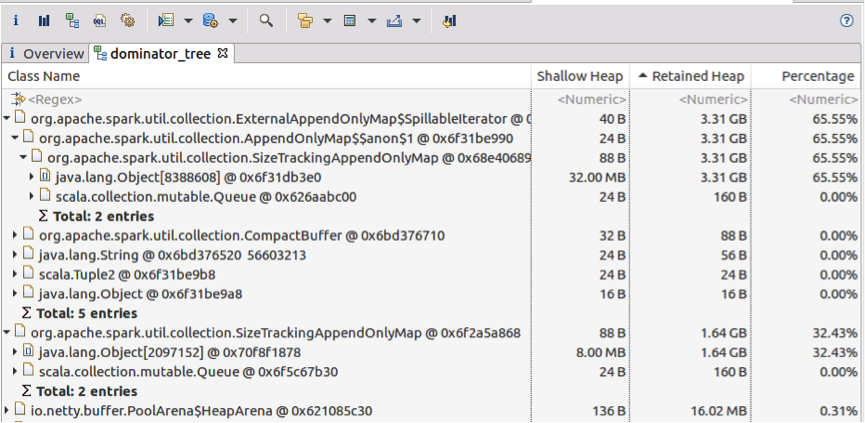 i OQL
i Overview dominator_tree
Class Name Shallow Heap Retained Heap Percentage
<Regex> <Numeric> <Numeric> <Numeric>
org.apache.spark.util.collection.ExternalAppendOnlyMap$SpillableIterator @ 40 B 3.31 GB 65.55%
org.apache.spark.util.collection.AppendOnlyMap$$anon$1 @ 0x6f31be990 24 B 3.31 GB 65.55%
org.apache.spark.util.collection.SizeTrackingAppendOnlyMap @ 0x68e40689 88 B 3.31 GB 65.55%
java.lang.Object[8388608] @ 0x6f31db3e0 32.00 MB 3.31 GB 65.55%
scala.collection.mutable.Queue @ 0x626aabc00 24 B 160 B 0.00%
Σ Total: 2 entries
org.apache.spark.util.collection.CompactBuffer @ 0x6bd376710 32 B 88 B 0.00%
java.lang.String @ 0x6bd376520 56603213 24 B 56 B 0.00%
scala.Tuple2 @ 0x6f31be9b8 24 B 24 B 0.00%
java.lang.Object @ 0x6f31be9a8 16 B 16 B 0.00%
Σ Total: 5 entries
org.apache.spark.util.collection.SizeTrackingAppendOnlyMap @ 0x6f2a5a868 88 B 1.64 GB 32.43%
java.lang.Object[2097152] @ 0x70f8f1878 8.00 MB 1.64 GB 32.43%
scala.collection.mutable.Queue @ 0x6f5c67b30 24 B 160 B 0.00%
Σ Total: 2 entries
io.netty.buffer.PoolArena$HeapArena @ 0x621085c30 136 B 16.02 MB 0.31%